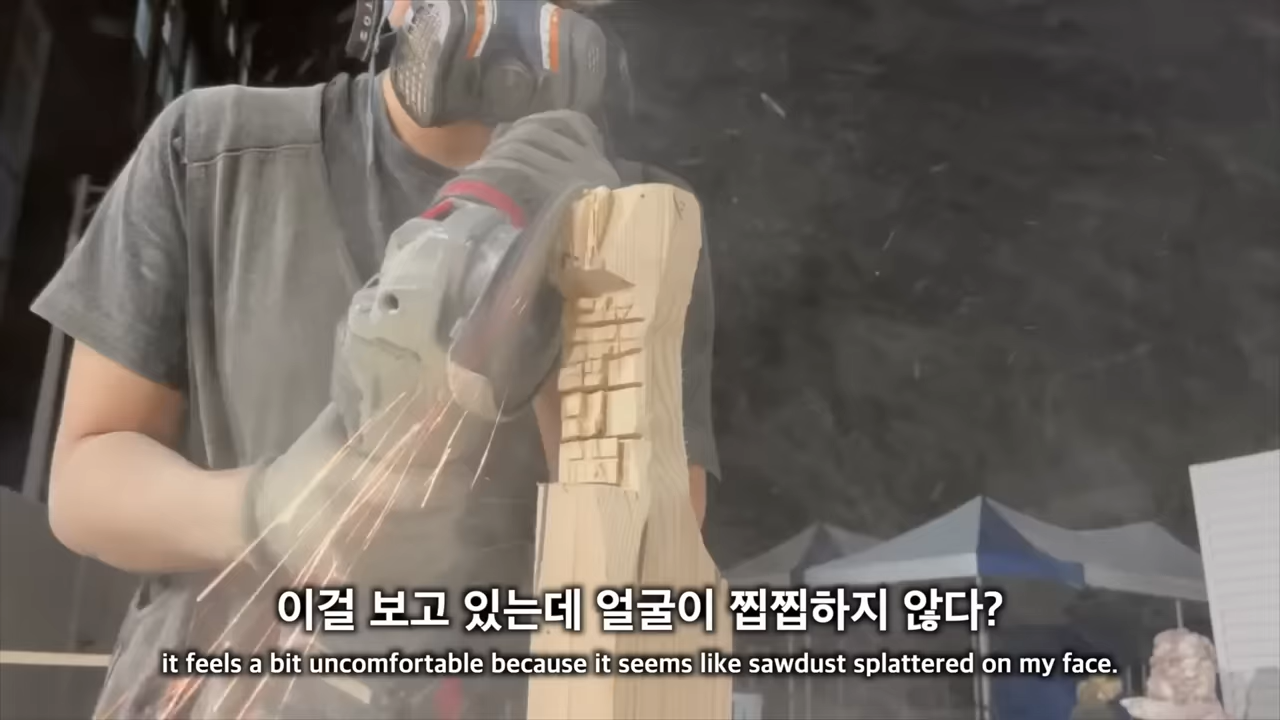 이걸 보고 있는데 얼굴이 찝찝하지 않다?
it feels a bit uncomfortable because it seems like sawdust splattered on my face.